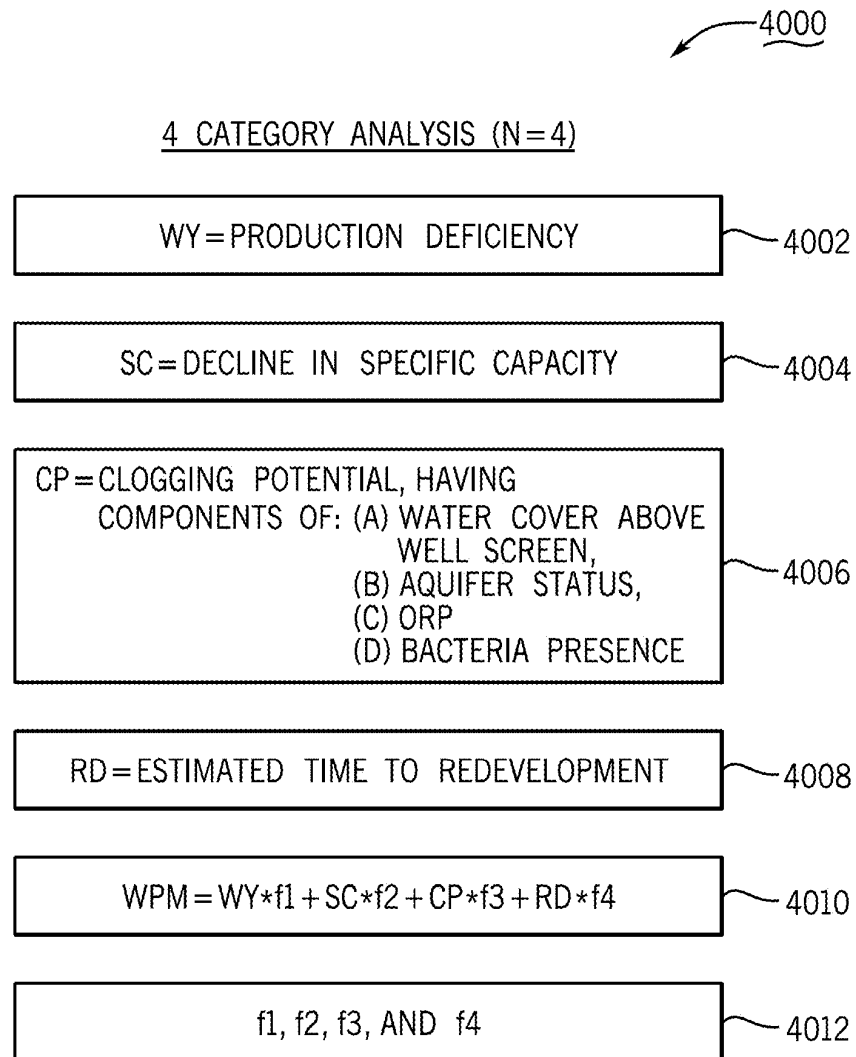 4000
4 CATEGORY ANALYSIS (N=4)
WY=PRODUCTION DEFICIENCY
4002
SC=DECLINE IN SPECIFIC CAPACITY
4004
CP=CLOGGING POTENTIAL, HAVING
COMPONENTS OF: (A) WATER COVER ABOVE
WELL SCREEN,
(B) AQUIFER STATUS,
(C) ORP
(D) BACTERIA PRESENCE
4006
RD=ESTIMATED TIME TO REDEVELOPMENT
4008
WPM=WY*f1+SC*f2+CP*f3+RD*f4
4010
f1, f2, f3, AND f4
4012